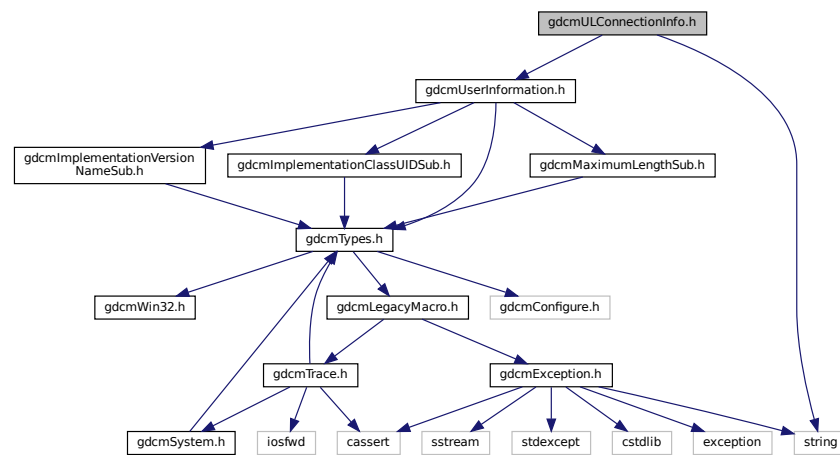 gdcmULConnectionInfo.h
gdcmUserInformation.h
gdcmImplementationVersion
NameSub.h
gdcmImplementationClassUIDSub.h
gdcmMaximumLengthSub.h
gdcmTypes.h
gdcmWin32.h
gdcmLegacyMacro.h
gdcmConfigure.h
gdcmTrace.h
gdcmException.h
gdcmSystem.h
iosfwd
cassert
sstream
stdexcept
cstdlib
exception
string